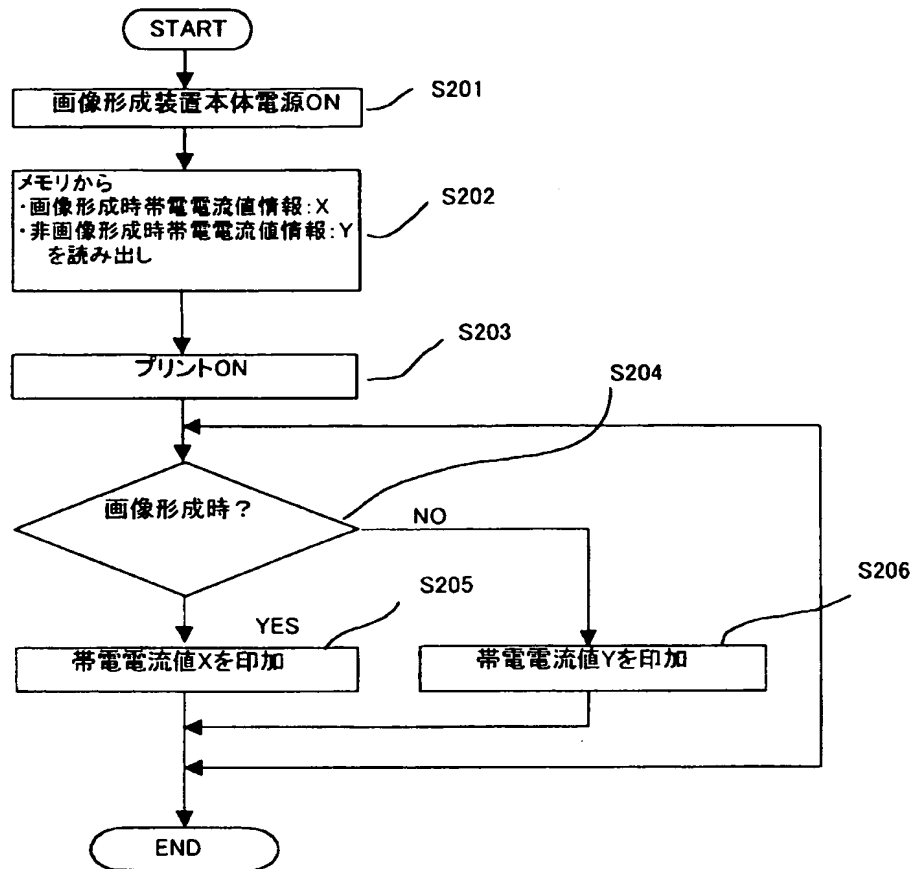 START
画像形成装置本体電源ON
S201
メモリから
・画像形成時帯電電流値情報:X
・非画像形成時帯電電流値情報:Y
を読み出し
S202
プリントON
S203
S204
画像形成時?
NO
YES
S205
S206
帯電電流値Xを印加
帯電電流値Yを印加
END